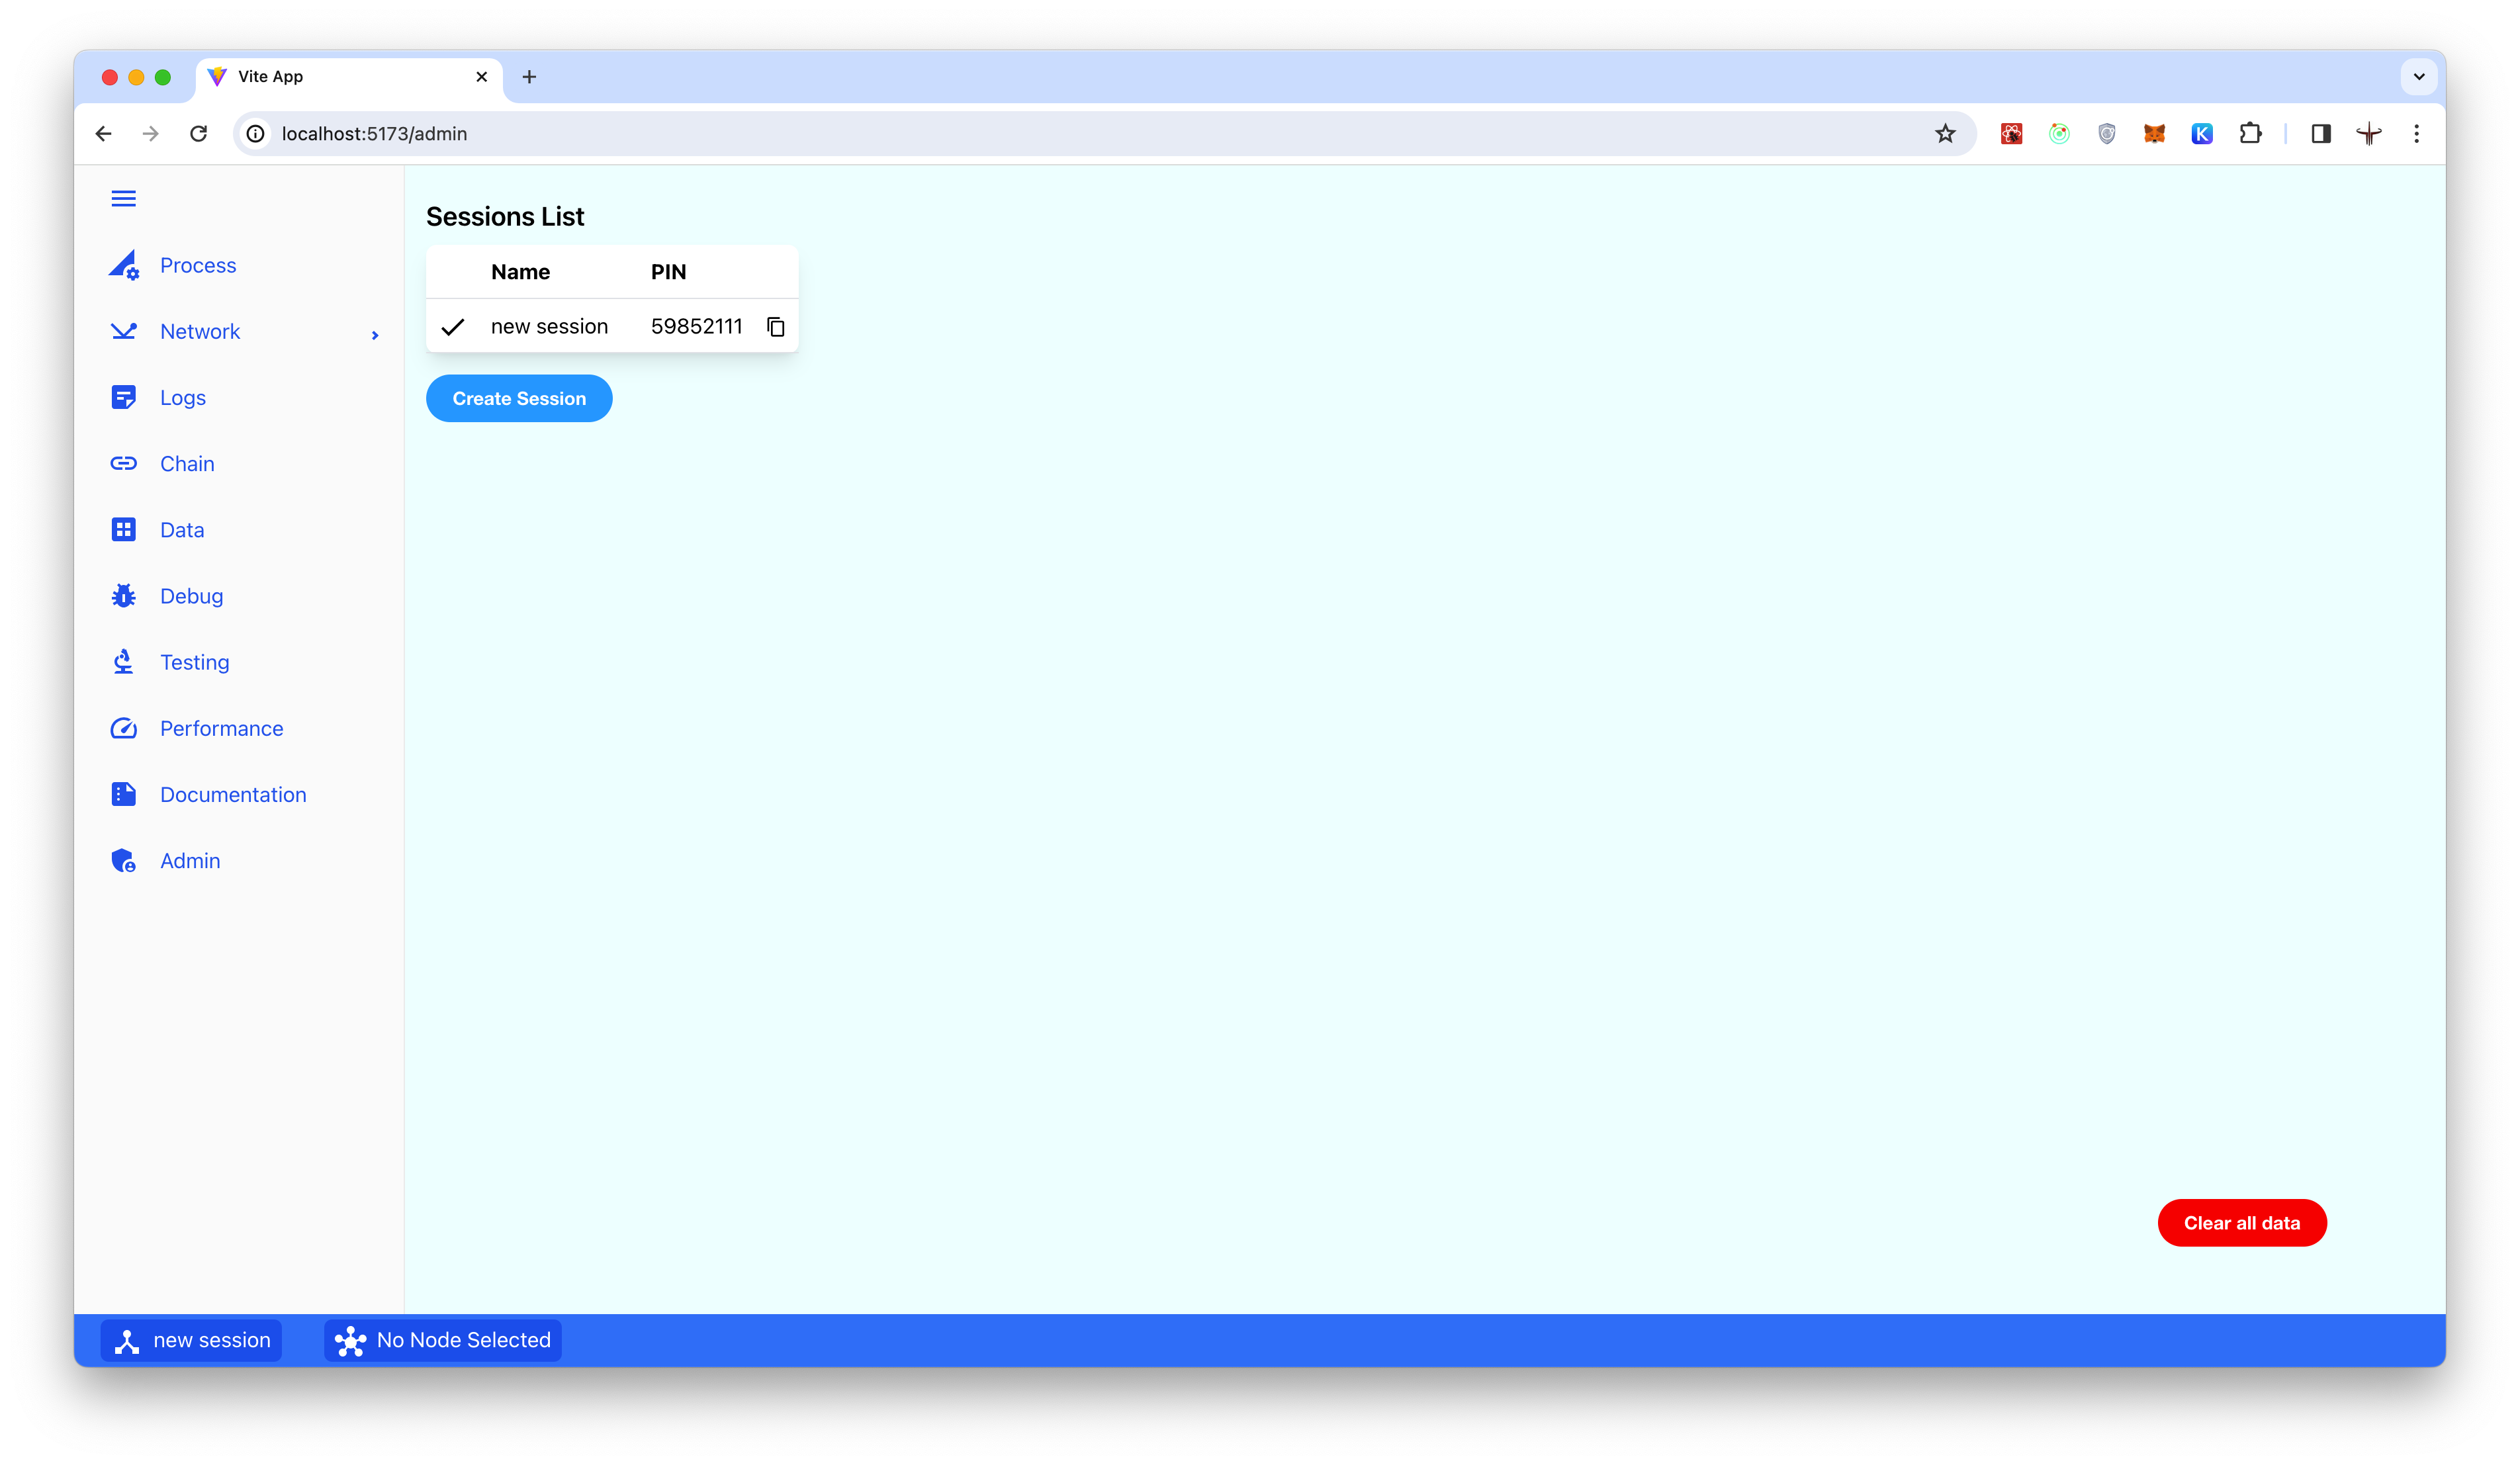 Vite App
localhost:5173/admin
Process
Network
Logs
Chain
Data
Debug
Testing
Performance
Documentation
Admin
Sessions List
Name PIN
new session 59852111
Create Session
Clear all data
new session No Node Selected